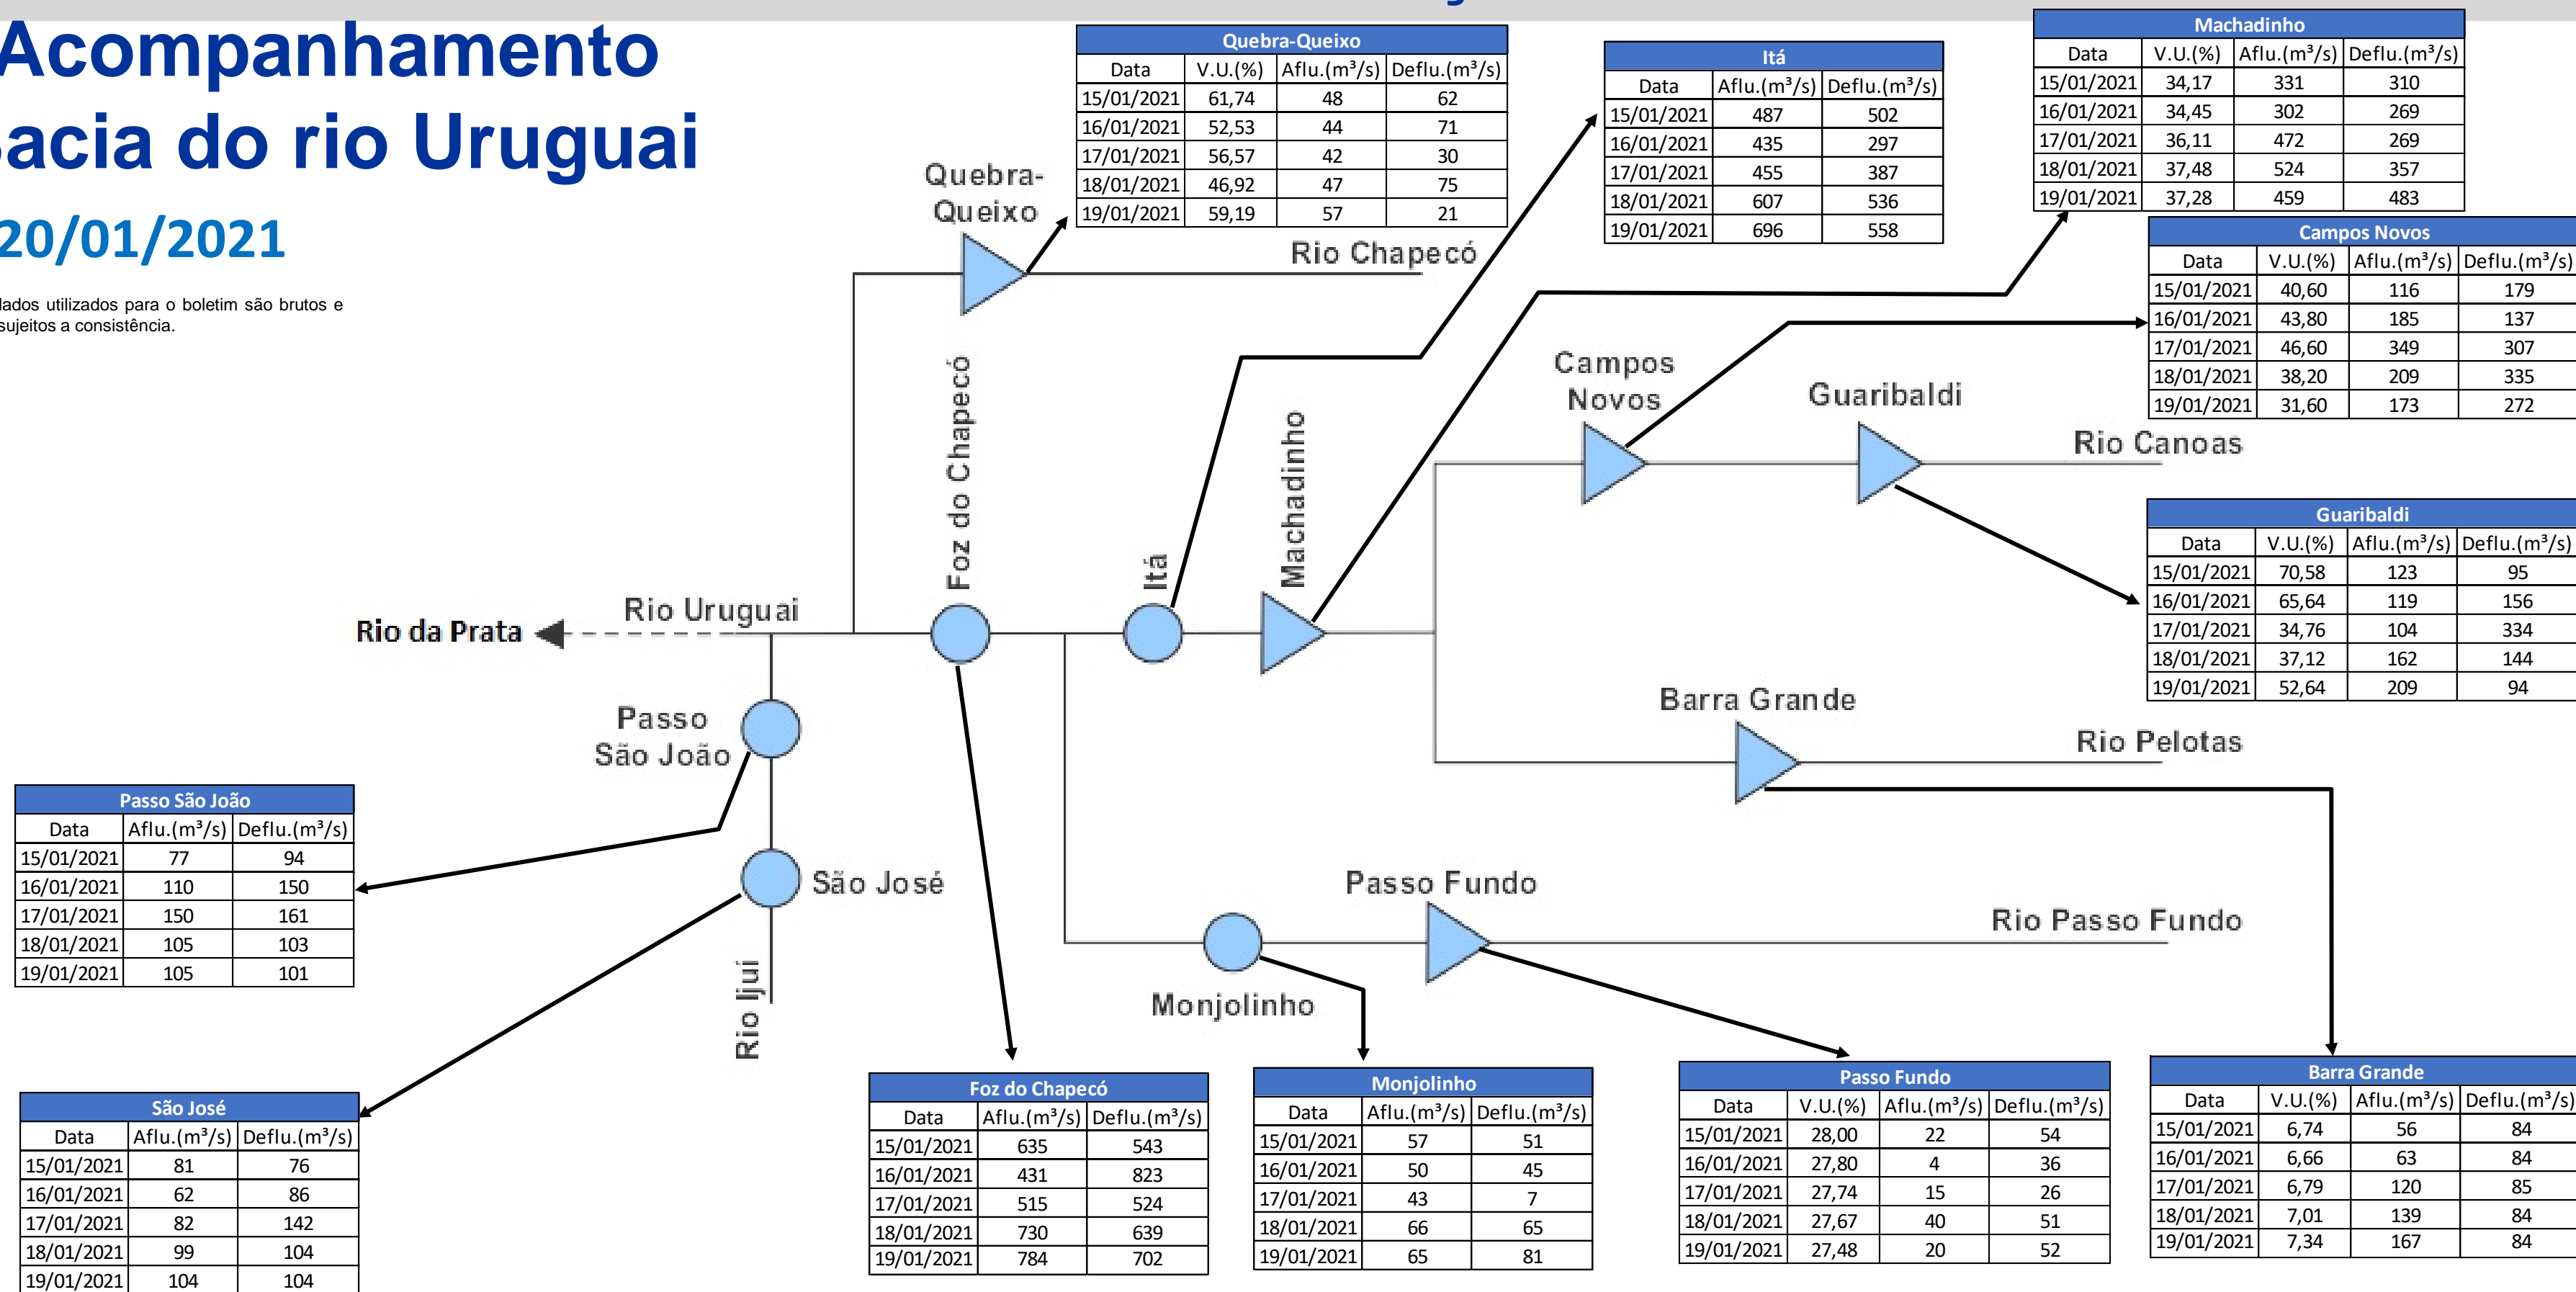 Acompanhamento
acia do rio Uruguai
20/01/2021
dados utilizados para o boletim são brutos e
sujeitos a consistência.
Quebra-Queixo
Data V.U.(%) Aflu.(m³/s) Deflu.(m³/s)
15/01/2021 61,74 48 62
16/01/2021 52,53 44 71
17/01/2021 56,57 42 30
18/01/2021 46,92 47 75
19/01/2021 59,19 57 21
Itá
Data Aflu.(m³/s) Deflu.(m³/s)
15/01/2021 487 502
16/01/2021 435 297
17/01/2021 455 387
18/01/2021 607 536
19/01/2021 696 558
Machadinho
Data V.U.(%) Aflu.(m³/s) Deflu.(m³/s)
15/01/2021 34,17 331 310
16/01/2021 34,45 302 269
17/01/2021 36,11 472 269
18/01/2021 37,48 524 357
19/01/2021 37,28 459 483
Campos Novos
Data V.U.(%) Aflu.(m³/s) Deflu.(m³/s)
15/01/2021 40,60 116 179
16/01/2021 43,80 185 137
17/01/2021 46,60 349 307
18/01/2021 38,20 209 335
19/01/2021 31,60 173 272
Guaribaldi
Data V.U.(%) Aflu.(m³/s) Deflu.(m³/s)
15/01/2021 70,58 123 95
16/01/2021 65,64 119 156
17/01/2021 34,76 104 334
18/01/2021 37,12 162 144
19/01/2021 52,64 209 94
Quebra-
Queixo
Rio Chapecó
Foz do Chapecó
Itá
Machadinho
Campos
Novos
Guaribaldi
Rio Canoas
Rio da Prata
Rio Uruguai
Barra Grande
Rio Pelotas
Passo
São João
São José
Rio Ijui
Passo Fundo
Rio Passo Fundo
Monjolinho
Passo São João
Data Aflu.(m³/s) Deflu.(m³/s)
15/01/2021 77 94
16/01/2021 110 150
17/01/2021 150 161
18/01/2021 105 103
19/01/2021 105 101
São José
Data Aflu.(m³/s) Deflu.(m³/s)
15/01/2021 81 76
16/01/2021 62 86
17/01/2021 82 142
18/01/2021 99 104
19/01/2021 104 104
Foz do Chapecó
Data Aflu.(m³/s) Deflu.(m³/s)
15/01/2021 635 543
16/01/2021 431 823
17/01/2021 515 524
18/01/2021 730 639
19/01/2021 784 702
Monjolinho
Data Aflu.(m³/s) Deflu.(m³/s)
15/01/2021 57 51
16/01/2021 50 45
17/01/2021 43 7
18/01/2021 66 65
19/01/2021 65 81
Passo Fundo
Data V.U.(%) Aflu.(m³/s) Deflu.(m³/s)
15/01/2021 28,00 22 54
16/01/2021 27,80 4 36
17/01/2021 27,74 15 26
18/01/2021 27,67 40 51
19/01/2021 27,48 20 52
Barra Grande
Data V.U.(%) Aflu.(m³/s) Deflu.(m³/s)
15/01/2021 6,74 56 84
16/01/2021 6,66 63 84
17/01/2021 6,79 120 85
18/01/2021 7,01 139 84
19/01/2021 7,34 167 84